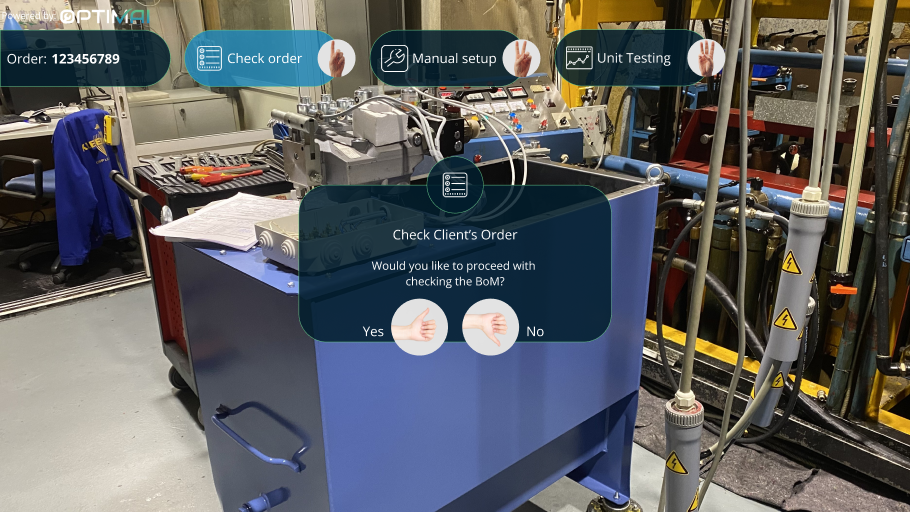 Powered by: OPTIMAI
Order: 123456789
Check order
Manual setup
Unit Testing
Check Client's Order
Would you like to proceed with
checking the BoM?
Yes
No